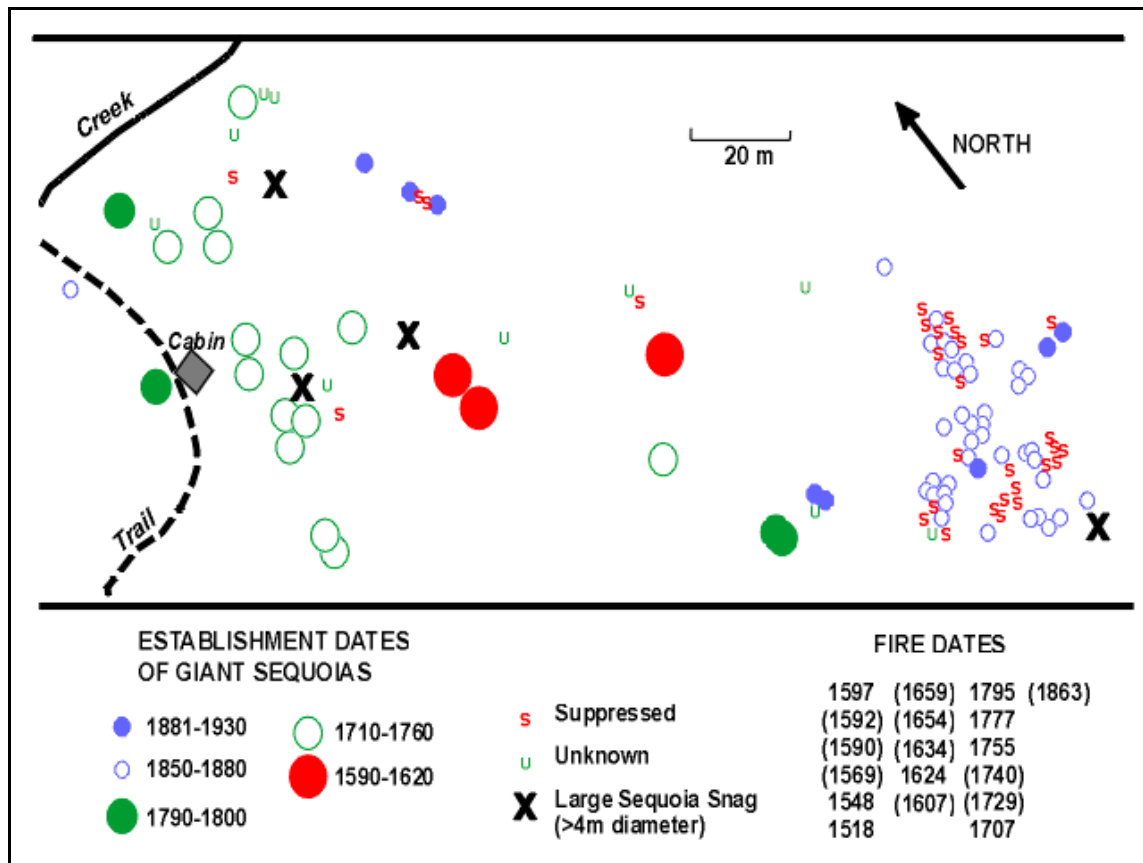 Creek
20 m
NORTH
Cabin
Trail
ESTABLISHMENT DATES
OF GIANT SEQUOIAS
1881-1930
1850-1880
1790-1800
1710-1760
1590-1620
S Suppressed
U Unknown
X Large Sequoia Snag
(>4m diameter)
FIRE DATES
1597 (1659) 1795 (1863)
(1592) (1654) 1777
(1590) (1634) 1755
(1569) 1624 (1740)
1548 (1607) (1729)
1518 1707